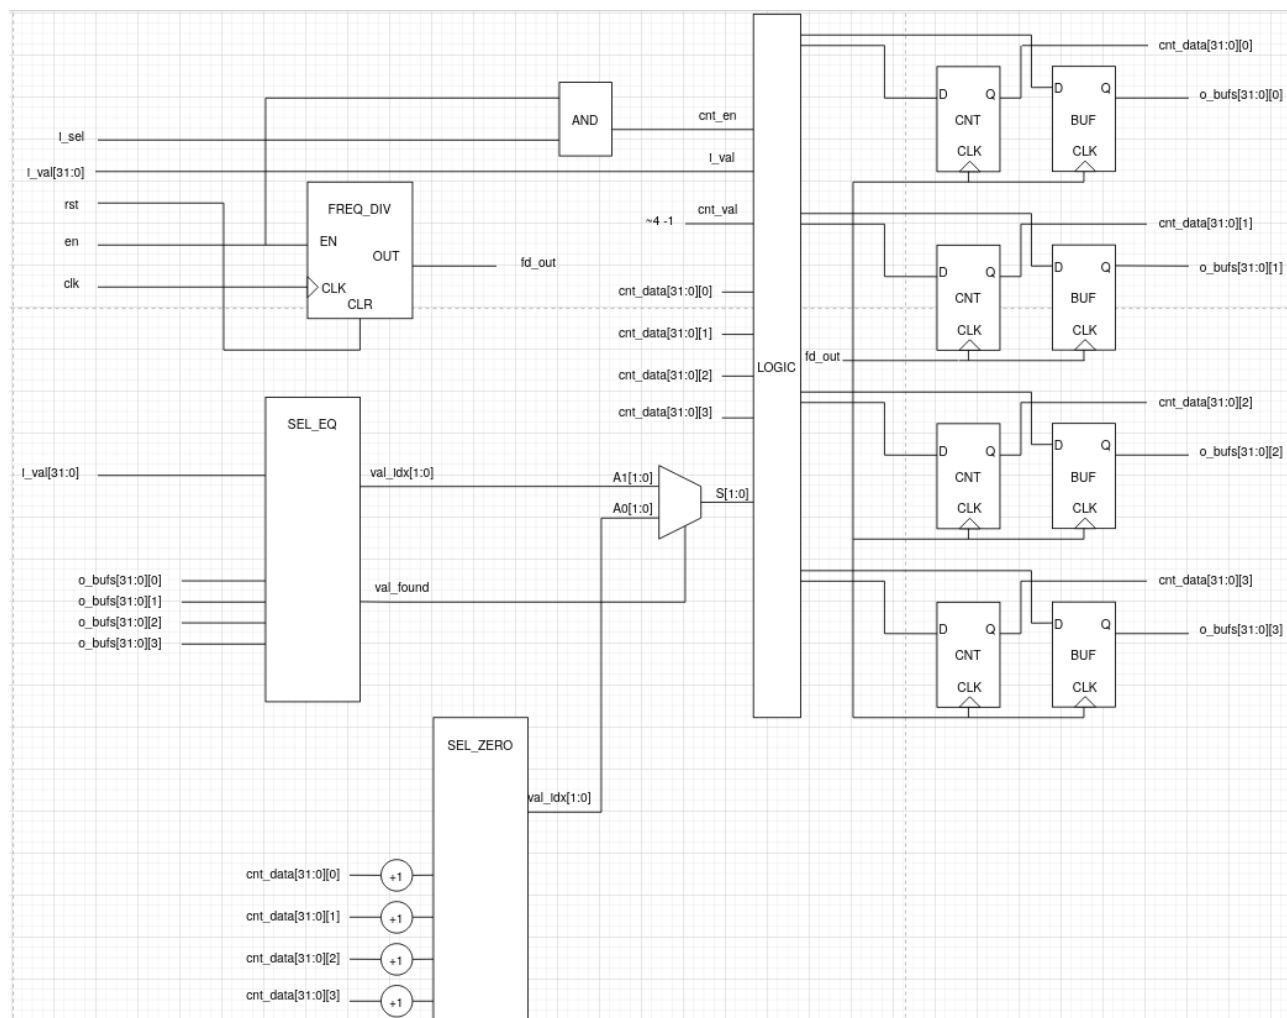 cnt_data[31:0][0]
D
Q
D
Q
o_bufs[31:0][0]
AND
cnt_en
CNT
BUF
I_sel
CLK
CLK
I_val
I_val[31:0]
rst
FREQ_DIV
cnt_val
~4 -1
cnt_data[31:0][1]
en
EN
OUT
fd_out
D
Q
D
Q
o_bufs[31:0][1]
clk
CLK
CLR
cnt_data[31:0][0]
CNT
BUF
cnt_data[31:0][1]
CLK
CLK
fd_out
LOGIC
cnt_data[31:0][2]
cnt_data[31:0][3]
cnt_data[31:0][2]
SEL_EQ
D
Q
D
Q
o_bufs[31:0][2]
I_val[31:0]
val_Idx[1:0]
A1[1:0]
S[1:0]
A0[1:0]
CNT
BUF
CLK
CLK
o_bufs[31:0][0]
val_found
cnt_data[31:0][3]
o_bufs[31:0][1]
o_bufs[31:0][2]
o_bufs[31:0][3]
D
Q
D
Q
o_bufs[31:0][3]
CNT
BUF
CLK
CLK
SEL_ZERO
val_Idx[1:0]
cnt_data[31:0][0]
+1
cnt_data[31:0][1]
+1
cnt_data[31:0][2]
+1
cnt_data[31:0][3]
+1